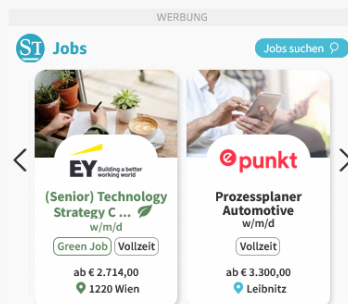 WERBUNG
ST Jobs
Jobs suchen
EY Building a better
working world
(Senior) Technology
Strategy C ...
w/m/d
Green Job Vollzeit
ab € 2.714,00
1220 Wien
epunkt
Prozessplaner
Automotive
w/m/d
Vollzeit
ab € 3.300,00
Leibnitz